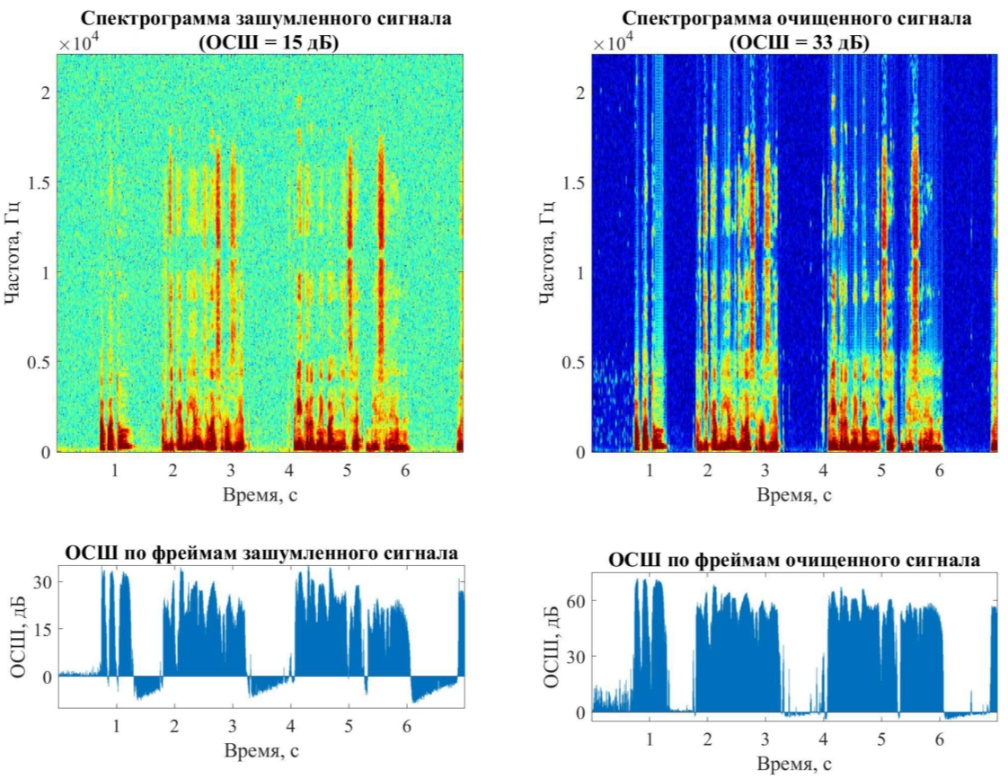 Спектрограмма зашумленного сигнала
(ОСШ = 15 дБ)
×10⁴
2
1.5
1
0.5
0
Частота, Гц
1 2 3 4 5 6
Время, с
Спектрограмма очищенного сигнала
(ОСШ = 33 дБ)
×10⁴
2
1.5
1
0.5
0
Частота, Гц
1 2 3 4 5 6
Время, с
ОСШ по фреймам зашумленного сигнала
30
15
0
ОСШ, дБ
1 2 3 4 5 6
Время, с
ОСШ по фреймам очищенного сигнала
60
30
0
ОСШ, дБ
1 2 3 4 5 6
Время, с